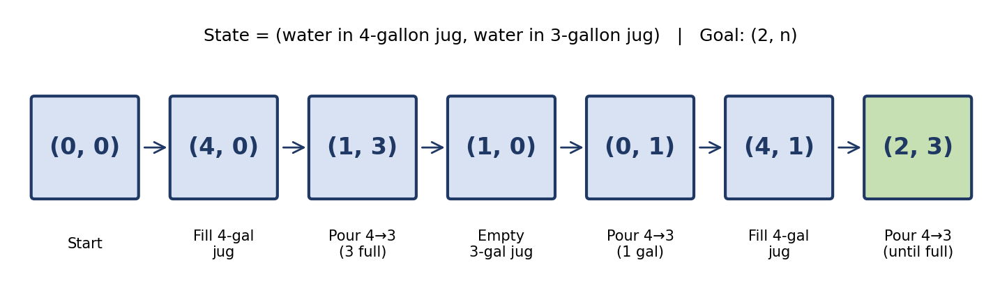 State = (water in 4-gallon jug, water in 3-gallon jug)   |   Goal: (2, n)
(0, 0)
(4, 0)
(1, 3)
(1, 0)
(0, 1)
(4, 1)
(2, 3)
Start
Fill 4-gal
jug
Pour 4→3
(3 full)
Empty
3-gal jug
Pour 4→3
(1 gal)
Fill 4-gal
jug
Pour 4→3
(until full)